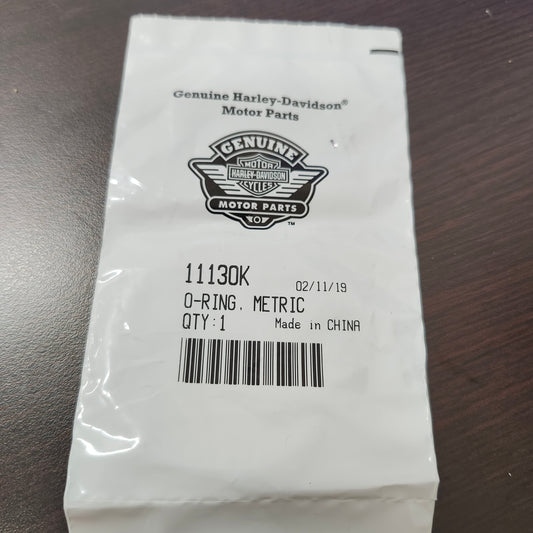 Genuine Harley-Davidson®
Motor Parts
GENUINE
MOTOR
HARLEY-DAVIDSON
CYCLES
MOTOR PARTS
™
11130K
02/11/19
O-RING, METRIC
QTY:1 Made in CHINA